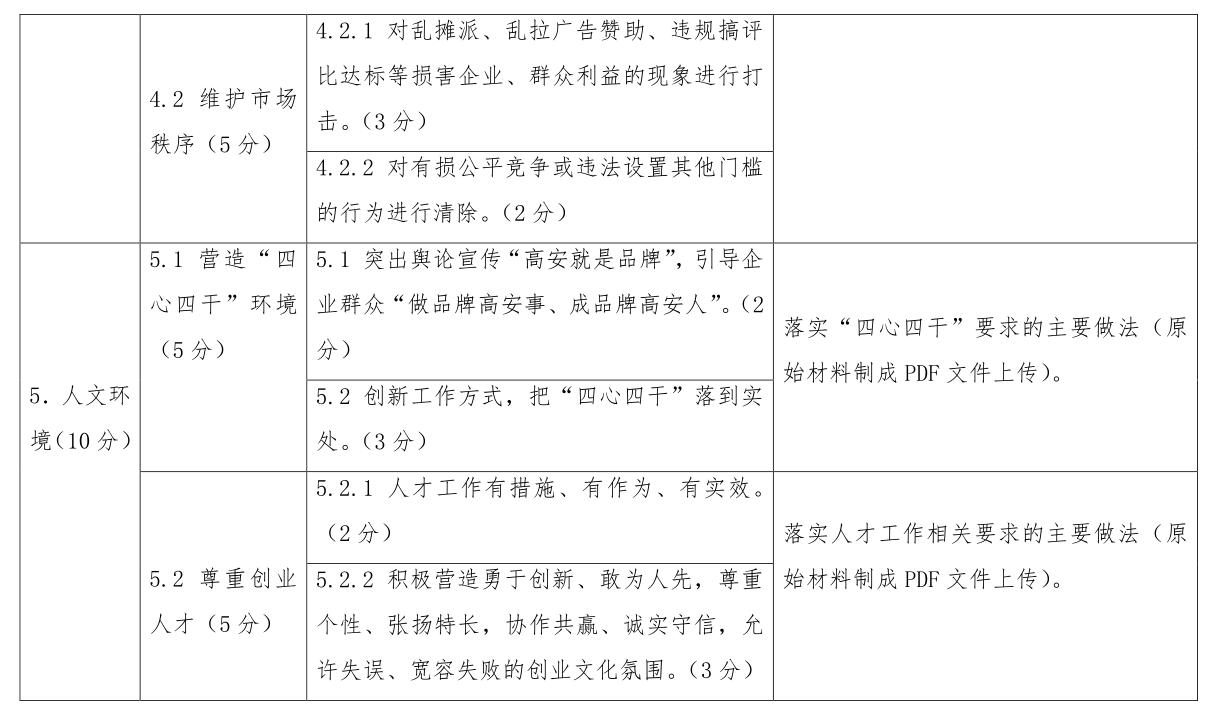 4.2 维护市场
秩序（5 分）
4.2.1 对乱摊派、乱拉广告赞助、违规搞评
比达标等损害企业、群众利益的现象进行打
击。（3 分）
4.2.2 对有损公平竞争或违法设置其他门槛
的行为进行清除。（2 分）
5．人文环
境（10 分）
5.1 营造“四
心四干”环境
（5 分）
5.1 突出舆论宣传“高安就是品牌”，引导企
业群众“做品牌高安事、成品牌高安人”。（2
分）
5.2 创新工作方式，把“四心四干”落到实
处。（3 分）
落实“四心四干”要求的主要做法（原
始材料制成 PDF 文件上传）。
5.2 尊重创业
人才（5 分）
5.2.1 人才工作有措施、有作为、有实效。
（2 分）
5.2.2 积极营造勇于创新、敢为人先，尊重
个性、张扬特长，协作共赢、诚实守信，允
许失误、宽容失败的创业文化氛围。（3 分）
落实人才工作相关要求的主要做法（原
始材料制成 PDF 文件上传）。